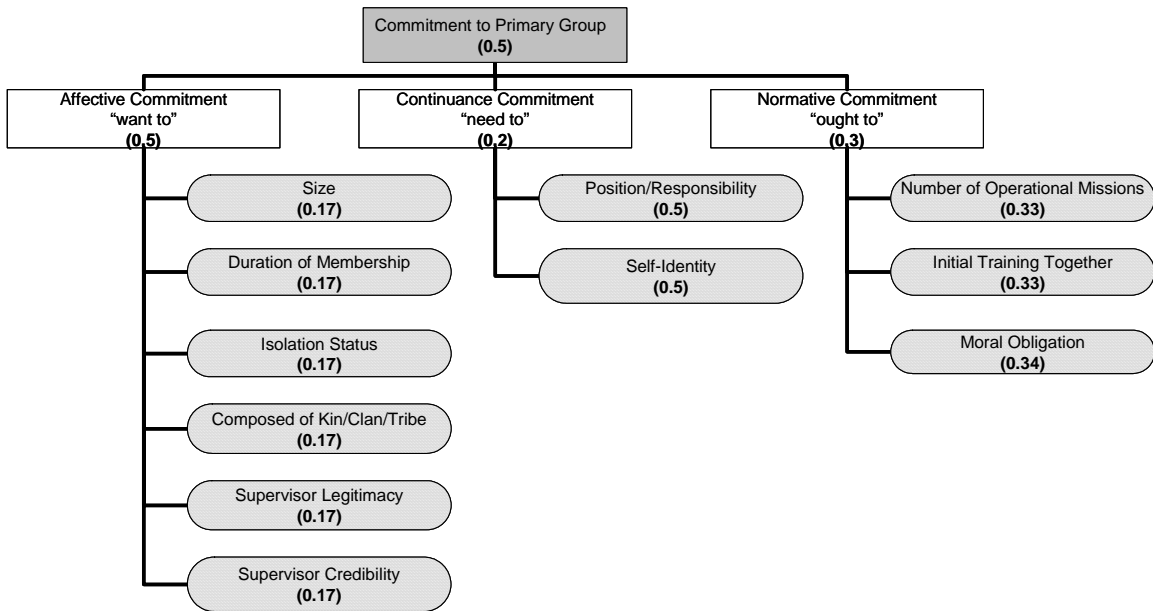 Commitment to Primary Group
(0.5)
Affective Commitment
“want to”
(0.5)
Continuance Commitment
“need to”
(0.2)
Normative Commitment
“ought to”
(0.3)
Size
(0.17)
Duration of Membership
(0.17)
Isolation Status
(0.17)
Composed of Kin/Clan/Tribe
(0.17)
Supervisor Legitimacy
(0.17)
Supervisor Credibility
(0.17)
Position/Responsibility
(0.5)
Self-Identity
(0.5)
Number of Operational Missions
(0.33)
Initial Training Together
(0.33)
Moral Obligation
(0.34)